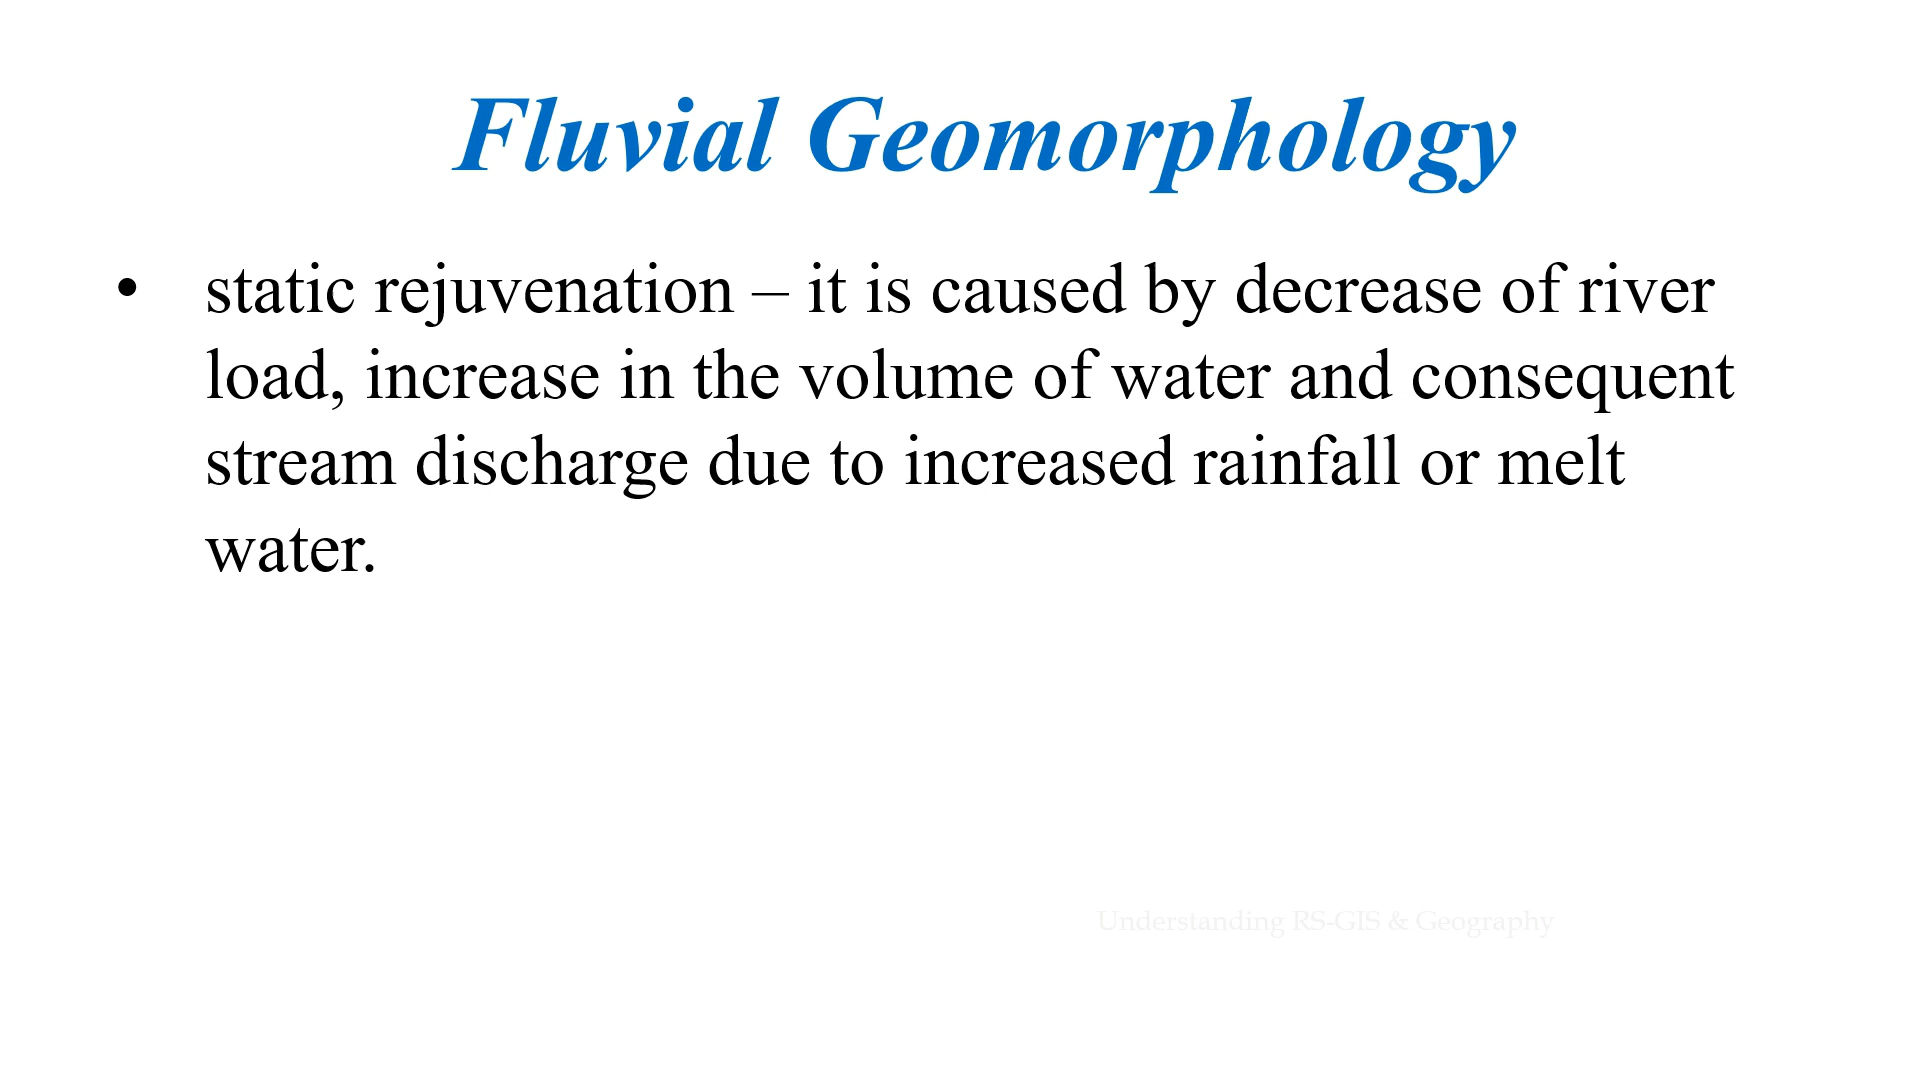 Fluvial Geomorphology
• static rejuvenation – it is caused by decrease of river
load, increase in the volume of water and consequent
stream discharge due to increased rainfall or melt
water.
Understanding RS-GIS & Geography